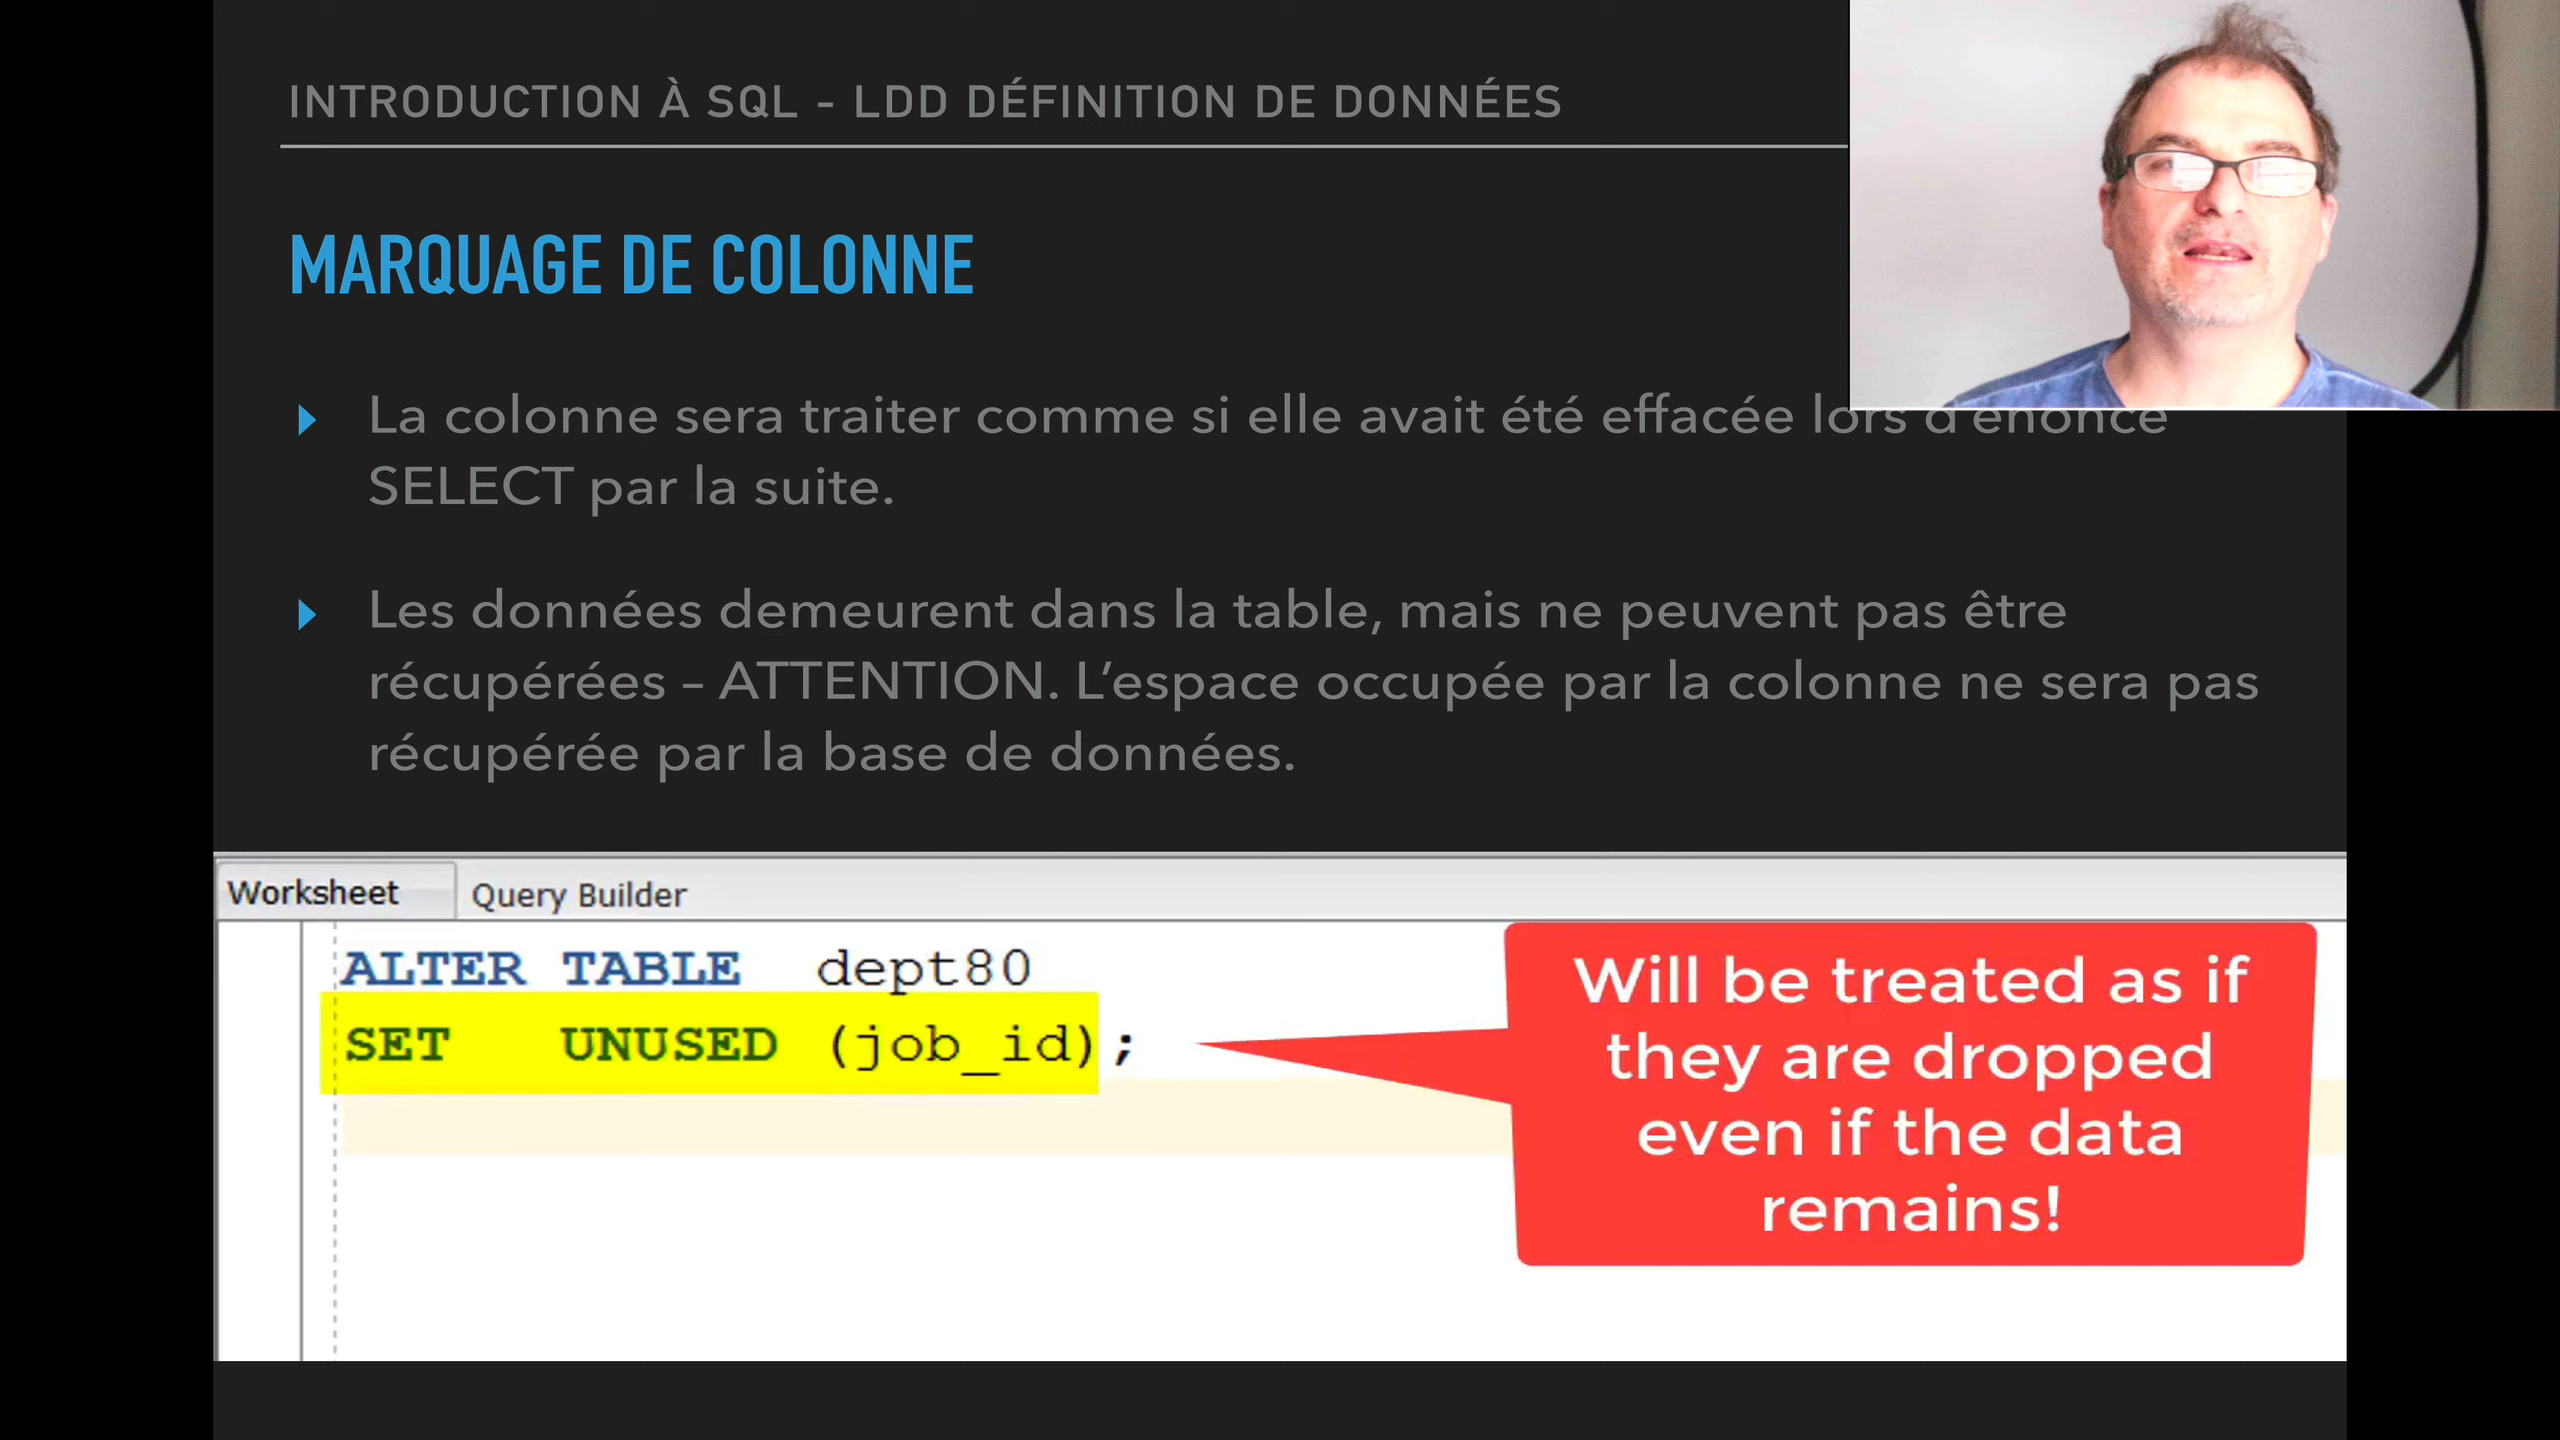 INTRODUCTION À SQL - LDD DÉFINITION DE DONNÉES
MARQUAGE DE COLONNE
La colonne sera traiter comme si elle avait été effacée lors d'énoncé
SELECT par la suite.
Les données demeurent dans la table, mais ne peuvent pas être
récupérées – ATTENTION. L’espace occupée par la colonne ne sera pas
récupérée par la base de données.
Worksheet Query Builder
ALTER TABLE dept80
SET UNUSED (job_id);
Will be treated as if
they are dropped
even if the data
remains!